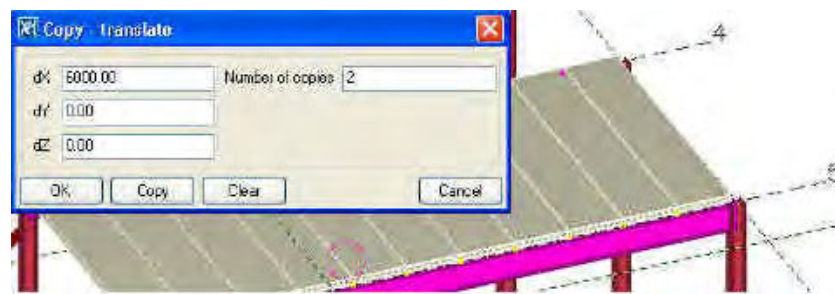 Copy - translate
dX 6000.00 Number of copies 2
dY 0.00
dZ 0.00
OK Copy Clear Cancel
4